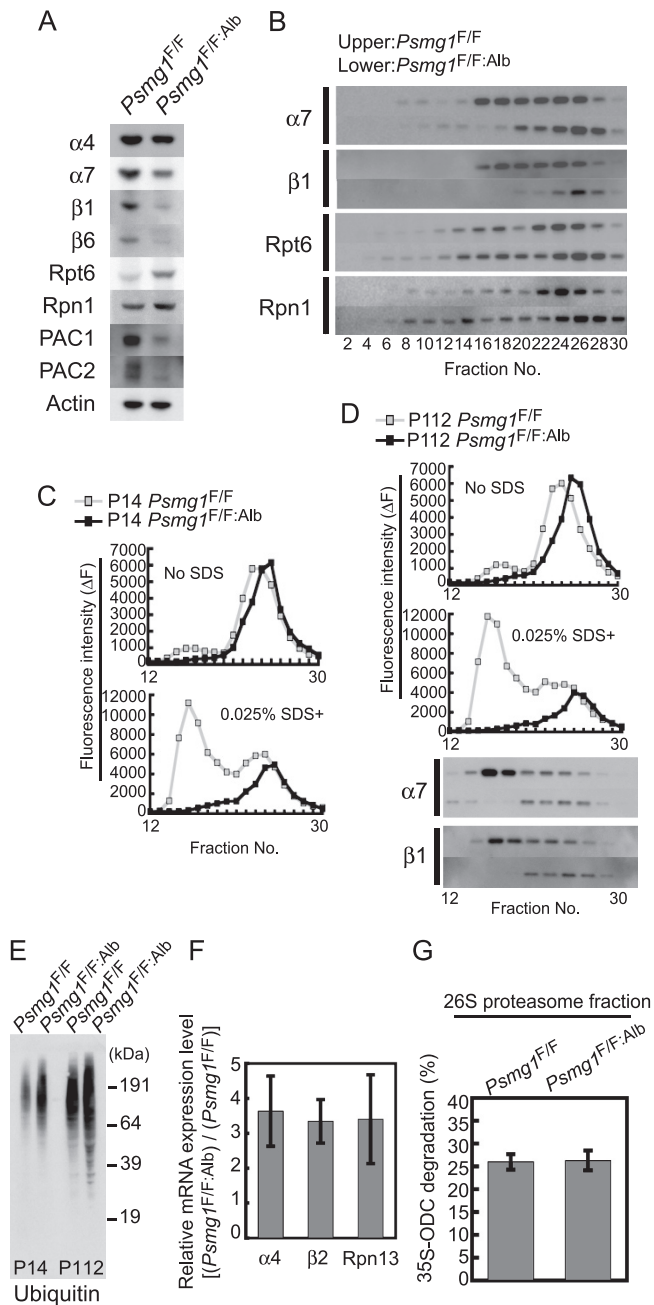 A
Psmg1F/F
Psmg1F/F:Alb
α4
α7
β1
β6
Rpt6
Rpn1
PAC1
PAC2
Actin
B
Upper:Psmg1F/F
Lower:Psmg1F/F:Alb
α7
β1
Rpt6
Rpn1
2 4 6 8 10 12 14 16 18 20 22 24 26 28 30
Fraction No.
C
P14 Psmg1F/F
P14 Psmg1F/F:Alb
Fluorescence intensity (ΔF)
No SDS
7000
6000
5000
4000
3000
2000
1000
0
12 30
0.025% SDS+
12000
10000
8000
6000
4000
2000
0
12 30
Fraction No.
D
P112 Psmg1F/F
P112 Psmg1F/F:Alb
Fluorescence intensity (ΔF)
No SDS
7000
6000
5000
4000
3000
2000
1000
0
12 30
0.025% SDS+
12000
10000
8000
6000
4000
2000
0
12 30
α7
β1
12 30
Fraction No.
E
Psmg1F/F
Psmg1F/F:Alb
Psmg1F/F
Psmg1F/F:Alb
(kDa)
191
64
39
19
P14 P112
Ubiquitin
F
Relative mRNA expression level
[(Psmg1F/F:Alb) / (Psmg1F/F)]
5
4
3
2
1
0
α4 β2 Rpn13
G
26S proteasome fraction
Psmg1F/F
Psmg1F/F:Alb
35S-ODC degradation (%)
40
35
30
25
20
15
10
5
0